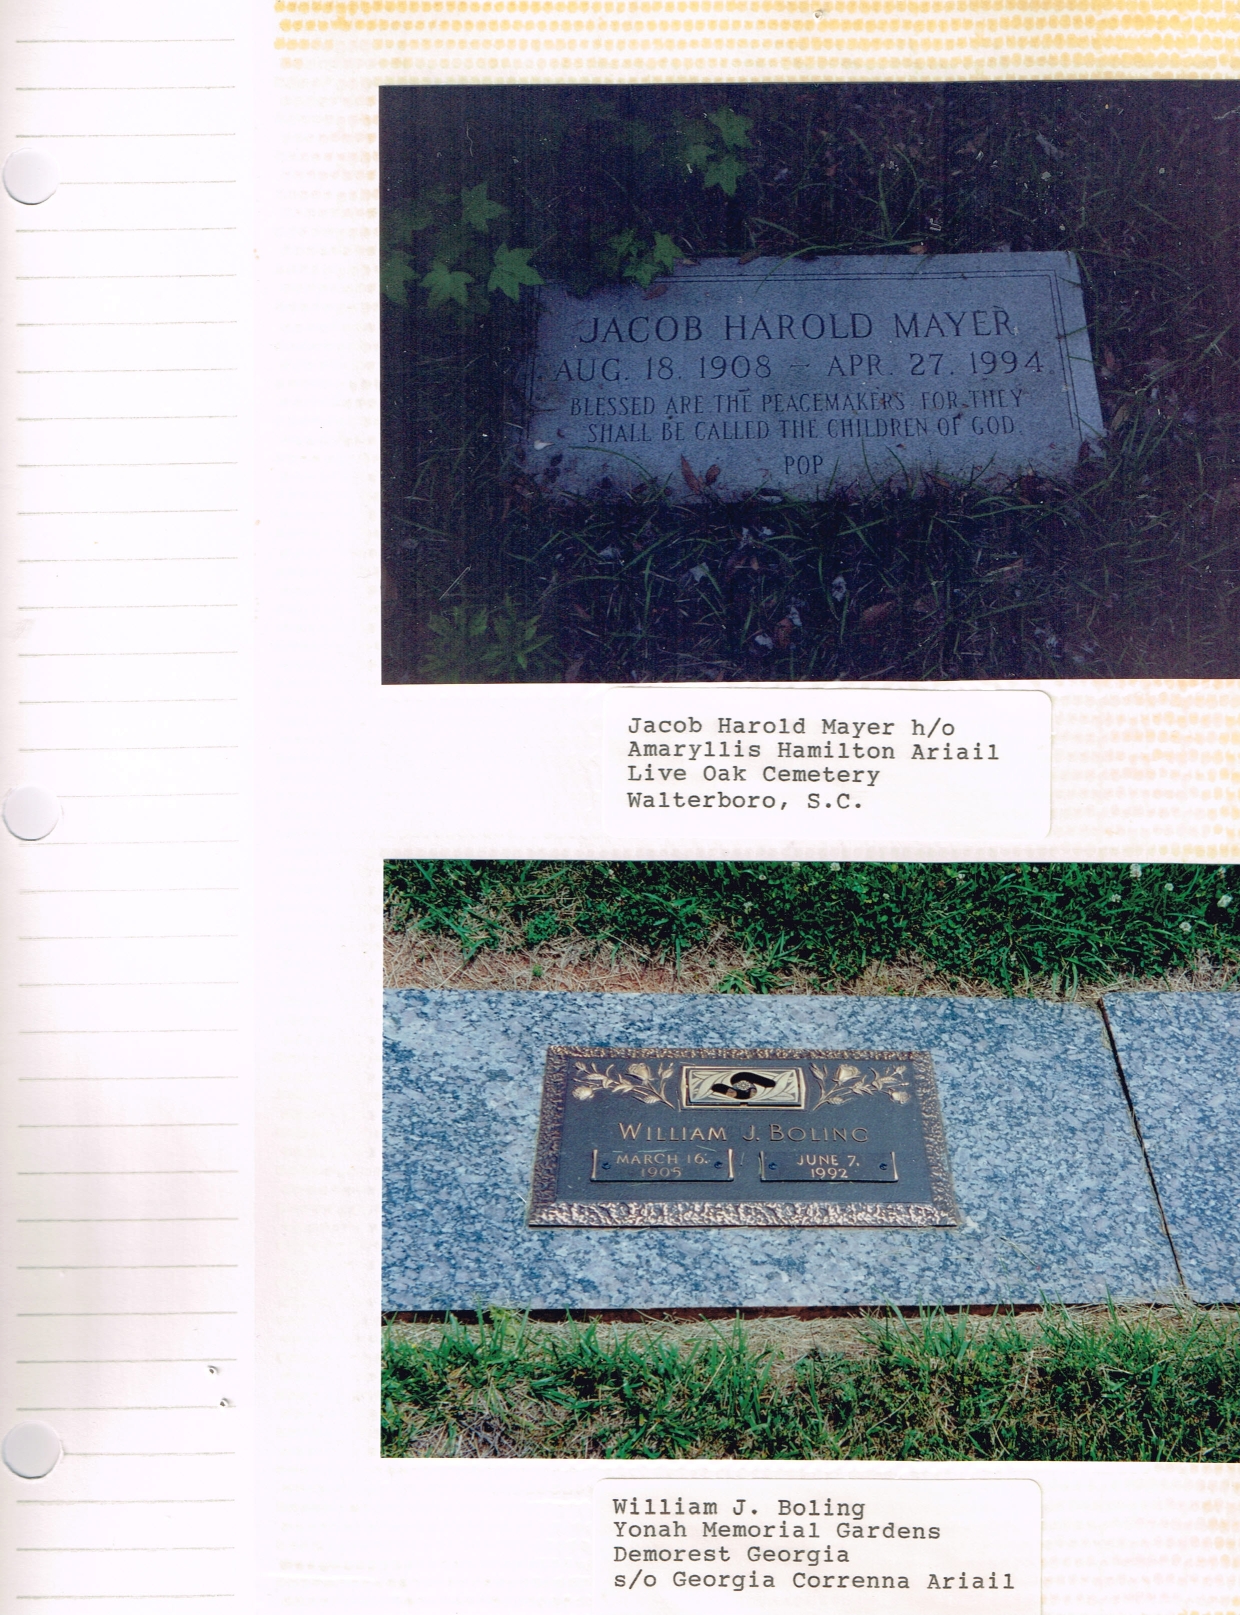 JACOB HAROLD MAYER
AUG. 18. 1908 — APR. 27. 1994
BLESSED ARE THE PEACEMAKERS FOR THEY
SHALL BE CALLED THE CHILDREN OF GOD
POP
Jacob Harold Mayer h/o
Amaryllis Hamilton Ariail
Live Oak Cemetery
Walterboro, S.C.
WILLIAM J. BOLING
MARCH 16,
1905
JUNE 7,
1992
William J. Boling
Yonah Memorial Gardens
Demorest Georgia
s/o Georgia Correnna Ariail